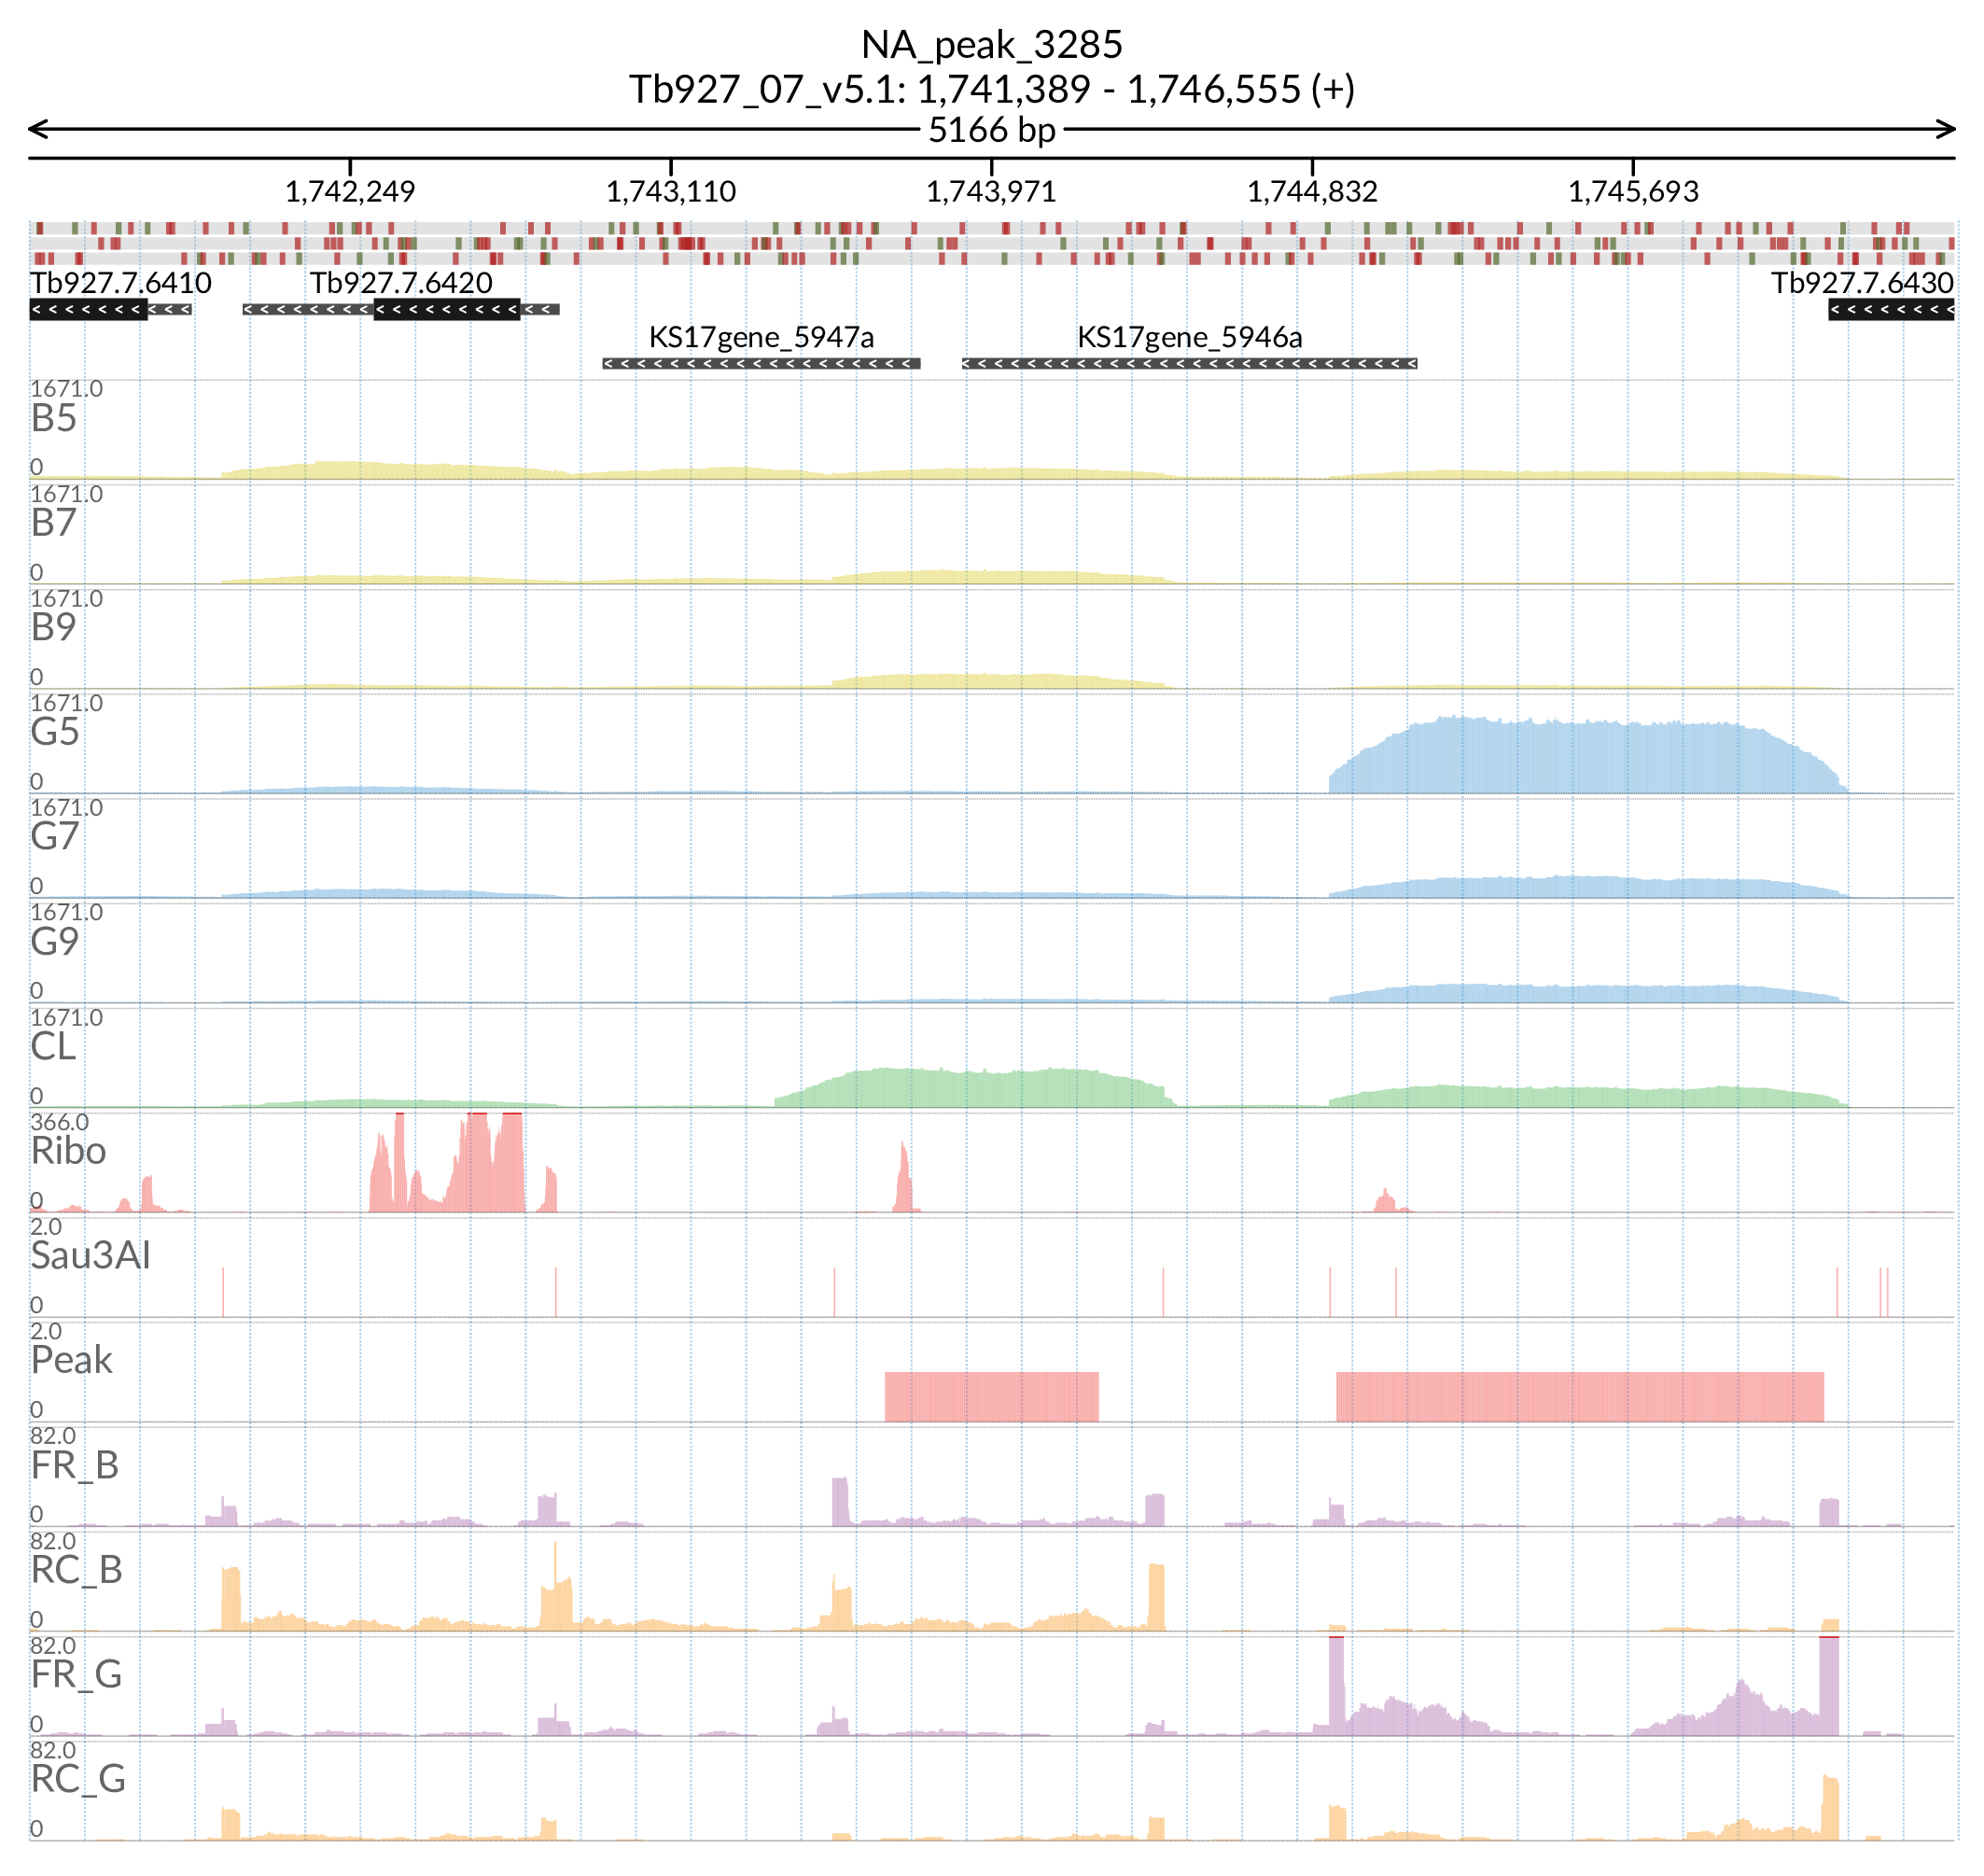 NA_peak_3285
Tb927_07_v5.1: 1,741,389 - 1,746,555 (+)
5166 bp
1,742,249 1,743,110 1,743,971 1,744,832 1,745,693
Tb927.7.6410 Tb927.7.6420 Tb927.7.6430
KS17gene_5947a KS17gene_5946a
1671.0
B5
0
1671.0
B7
0
1671.0
B9
0
1671.0
G5
0
1671.0
G7
0
1671.0
G9
0
1671.0
CL
0
366.0
Ribo
0
2.0
Sau3AI
0
2.0
Peak
0
82.0
FR_B
0
82.0
RC_B
0
82.0
FR_G
0
82.0
RC_G
0